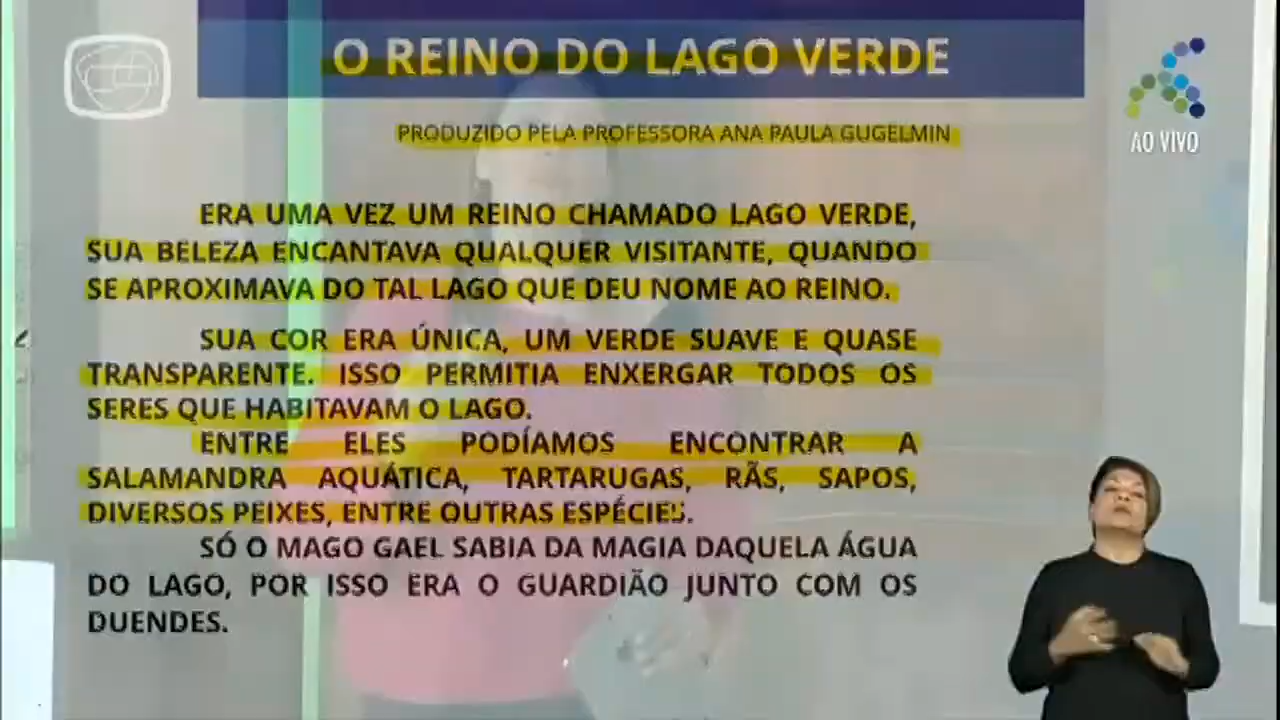 O REINO DO LAGO VERDE
AO VIVO
PRODUZIDO PELA PROFESSORA ANA PAULA GUGELMIN
ERA UMA VEZ UM REINO CHAMADO LAGO VERDE,
SUA BELEZA ENCANTAVA QUALQUER VISITANTE, QUANDO
SE APROXIMAVA DO TAL LAGO QUE DEU NOME AO REINO.
SUA COR ERA ÚNICA, UM VERDE SUAVE E QUASE
TRANSPARENTE. ISSO PERMITIA ENXERGAR TODOS OS
SERES QUE HABITAVAM O LAGO.
ENTRE ELES PODÍAMOS ENCONTRAR A
SALAMANDRA AQUÁTICA, TARTARUGAS, RÃS, SAPOS,
DIVERSOS PEIXES, ENTRE OUTRAS ESPÉCIES.
SÓ O MAGO GAEL SABIA DA MAGIA DAQUELA ÁGUA
DO LAGO, POR ISSO ERA O GUARDIÃO JUNTO COM OS
DUENDES.